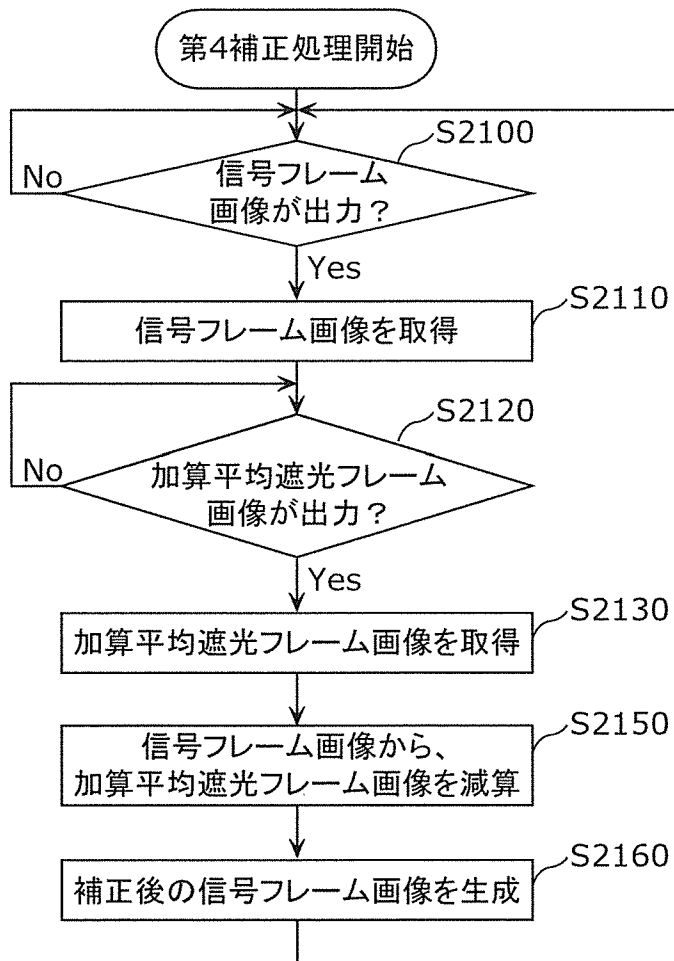 第4補正処理開始
S2100
信号フレーム
画像が出力？
No
Yes
信号フレーム画像を取得
S2110
S2120
加算平均遮光フレーム
画像が出力？
No
Yes
加算平均遮光フレーム画像を取得
S2130
信号フレーム画像から、
加算平均遮光フレーム画像を減算
S2150
補正後の信号フレーム画像を生成
S2160